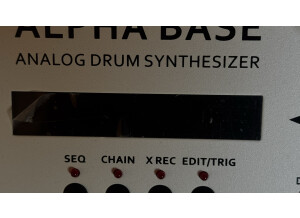 ALPHA BASE
ANALOG DRUM SYNTHESIZER
SEQ CHAIN X REC EDIT/TRIG